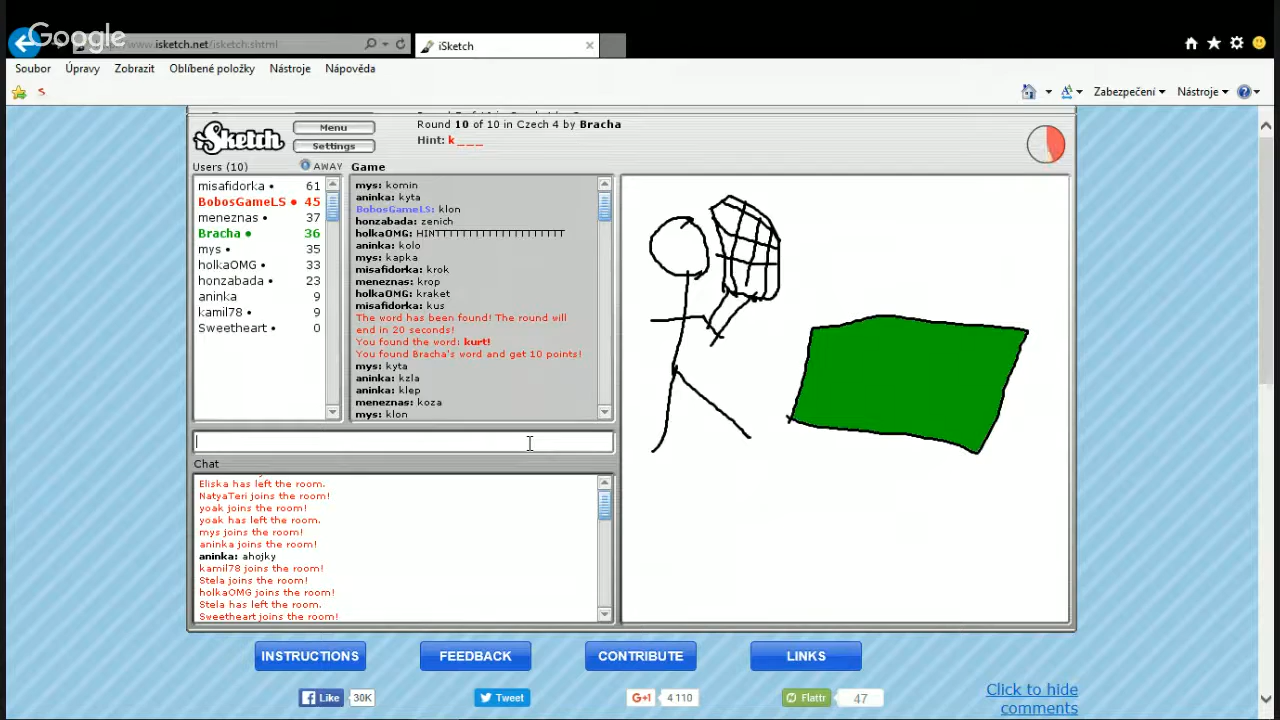 Google
www.isketch.net/isketch.shtml
iSketch
Soubor Úpravy Zobrazit Oblíbené položky Nástroje Nápověda
Zabezpečení Nástroje
iSketch
Menu
Settings
Round 10 of 10 in Czech 4 by Bracha
Hint: k _ _ _
Users (10) AWAY Game
misafidorka • 61
BobosGameLS • 45
meneznas • 37
Bracha • 36
mys • 35
holkaOMG • 33
honzabada • 23
aninka 9
kamil78 • 9
Sweetheart • 0
mys: komin
aninka: kyta
BobosGameLS: klon
honzabada: zenich
holkaOMG: HINTTTTTTTTTTTTTTTTTTT
aninka: kolo
mys: kapka
misafidorka: krok
meneznas: krop
holkaOMG: kraket
misafidorka: kus
The word has been found! The round will
end in 20 seconds!
You found the word: kurt!
You found Bracha's word and get 10 points!
mys: kyta
aninka: kzla
aninka: klep
meneznas: koza
mys: klon
Chat
Eliska has left the room.
NatyaTeri joins the room!
yoak joins the room!
yoak has left the room.
mys joins the room!
aninka joins the room!
aninka: ahojky
kamil78 joins the room!
Stela joins the room!
holkaOMG joins the room!
Stela has left the room.
Sweetheart joins the room!
INSTRUCTIONS FEEDBACK CONTRIBUTE LINKS
Like 30K Tweet G+1 4 110 Flattr 47
Click to hide
comments